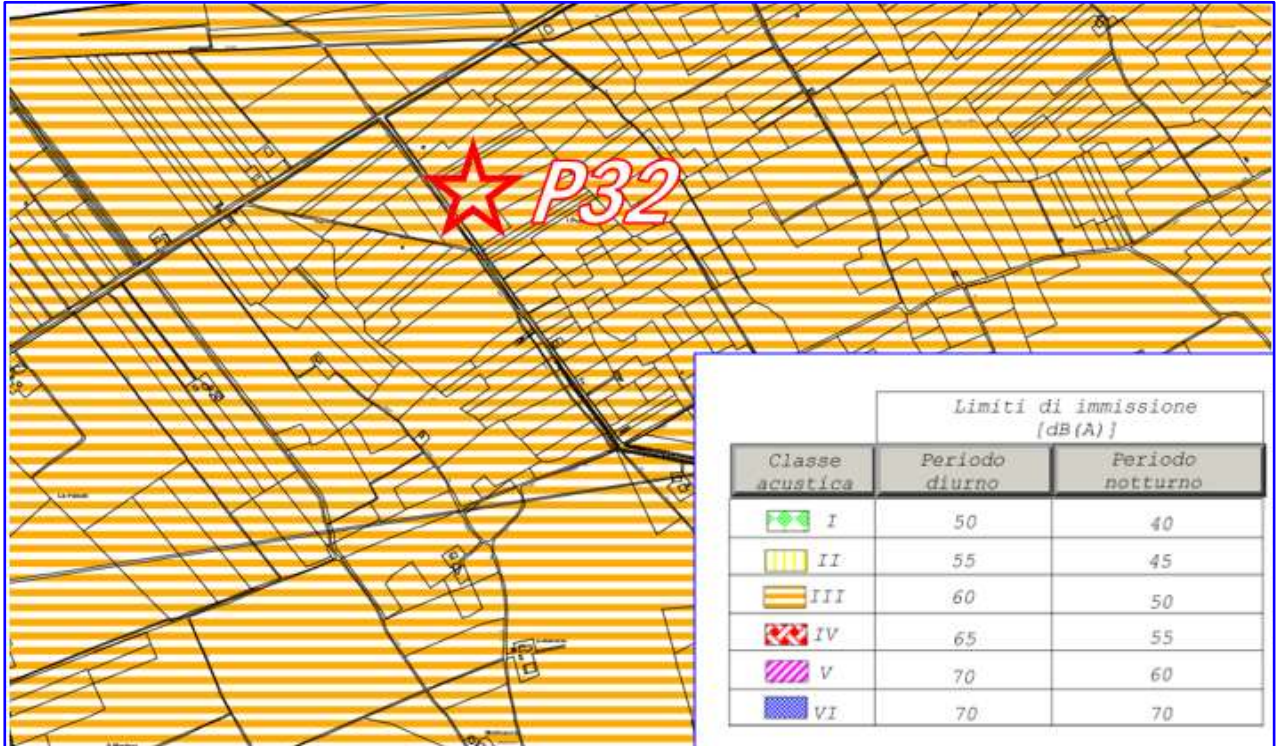 P32
Limiti di immissione
[dB(A)]
Classe acustica Periodo diurno Periodo notturno
I 50 40
II 55 45
III 60 50
IV 65 55
V 70 60
VI 70 70